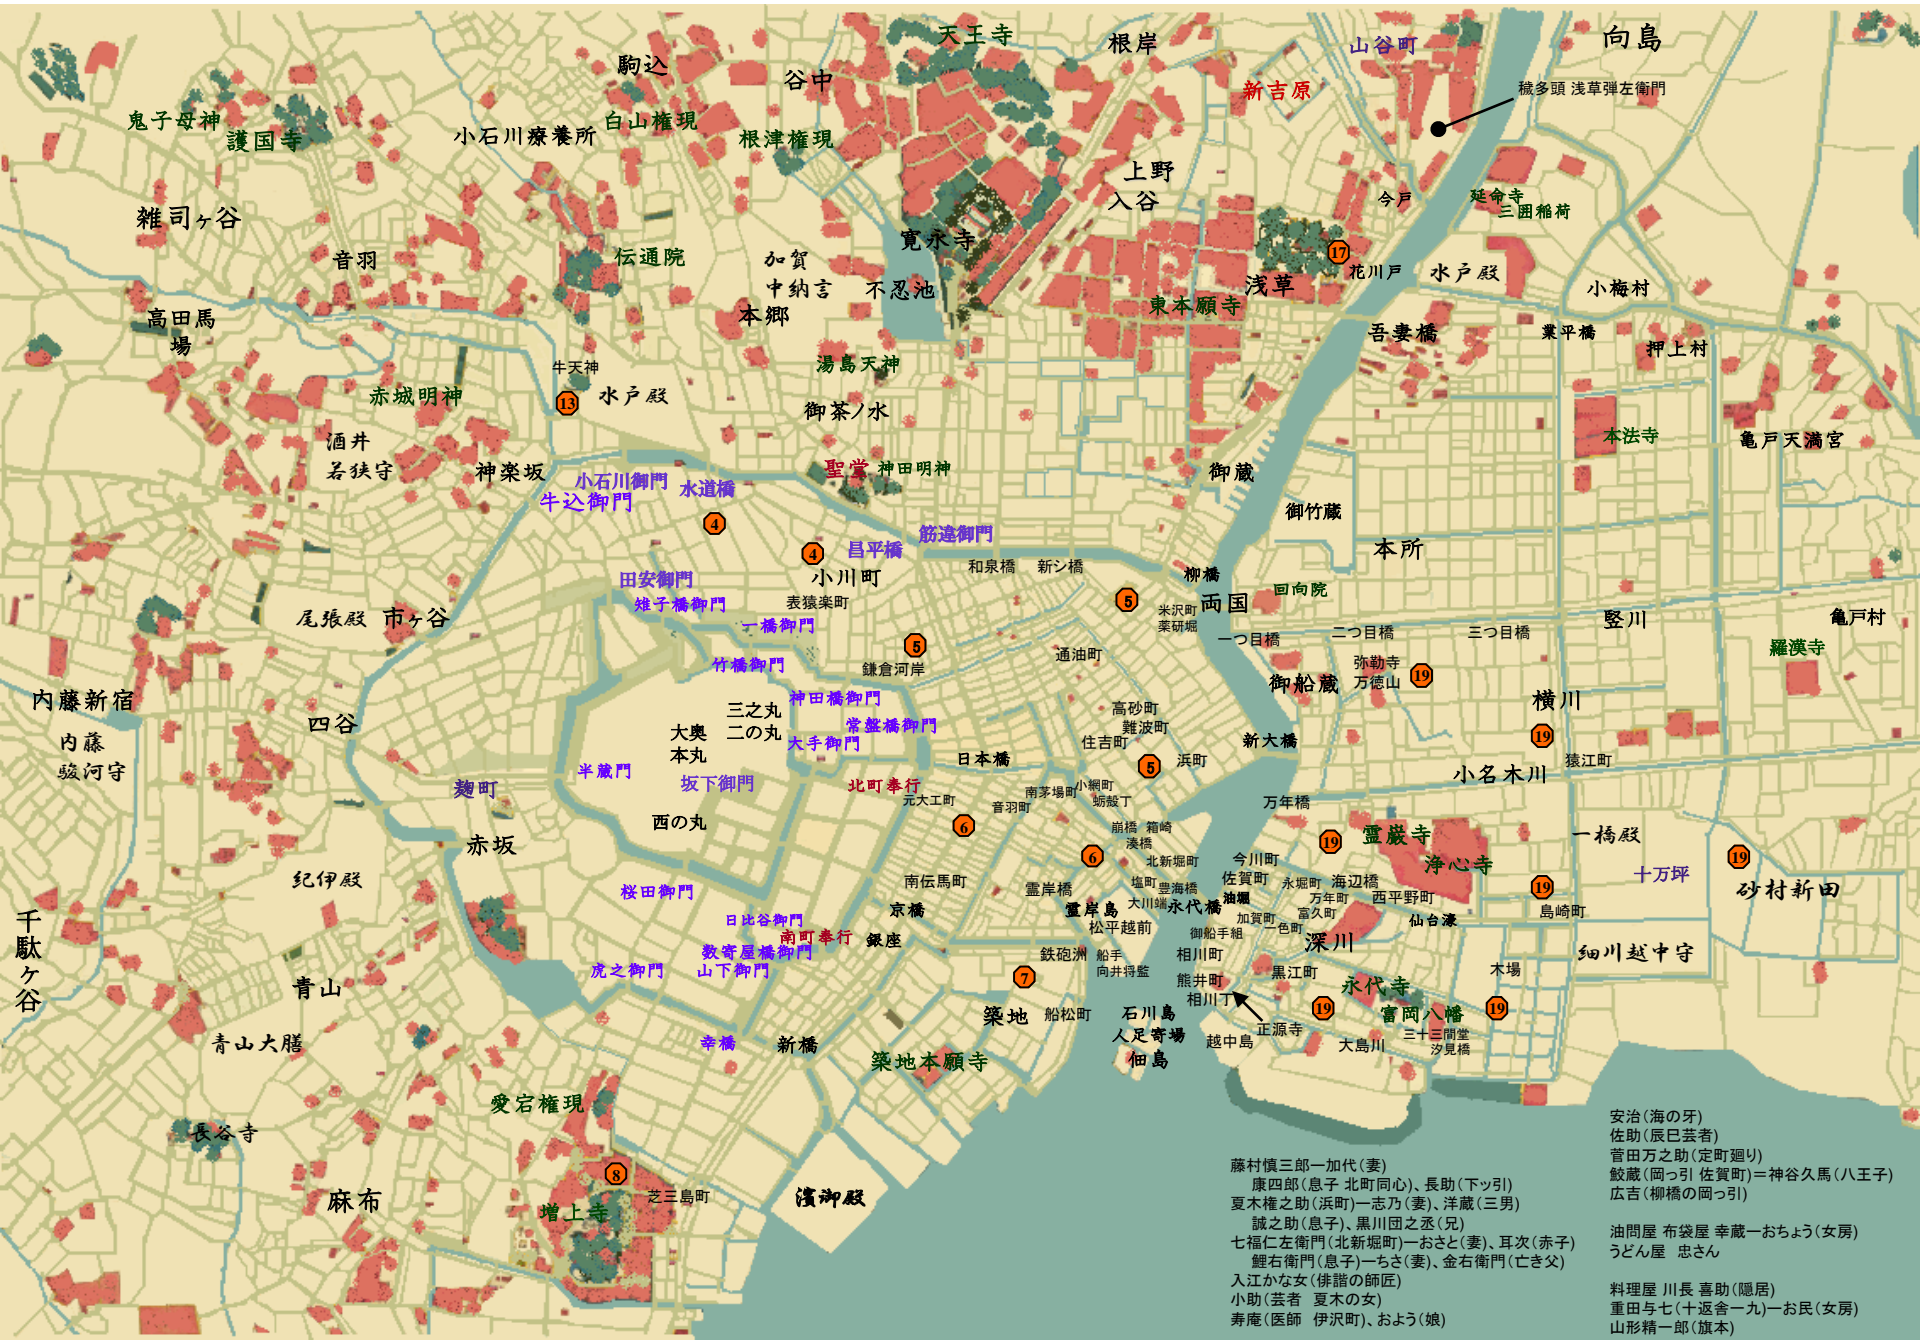 天王寺
根岸
山谷町
向島
駒込
谷中
新吉原
穢多頭 浅草弾左衛門
鬼子母神
護国寺
小石川療養所
白山権現
根津権現
上野
入谷
今戸
延命寺
三囲稲荷
雑司ヶ谷
音羽
伝通院
加賀
中納言
寛永寺
不忍池
本郷
浅草
17
花川戸
水戸殿
小梅村
東本願寺
高田馬
場
吾妻橋
業平橋
押上村
牛天神
13
水戸殿
湯島天神
赤城明神
御茶ノ水
酒井
若狭守
神楽坂
小石川御門
牛込御門
水道橋
聖堂
神田明神
御蔵
本法寺
亀戸天満宮
御竹蔵
本所
4
4
昌平橋
筋違御門
小川町
表猿楽町
和泉橋
新シ橋
柳橋
両国
回向院
5
米沢町
薬研堀
田安御門
雉子橋御門
一橋御門
竹橋御門
5
鎌倉河岸
通油町
一つ目橋
二つ目橋
三つ目橋
竪川
亀戸村
羅漢寺
尾張殿
市ヶ谷
弥勒寺
万徳山
19
御船蔵
横川
内藤新宿
内藤
駿河守
四谷
神田橋御門
常盤橋御門
大手御門
三之丸
二の丸
大奥
本丸
坂下御門
西の丸
半蔵門
麹町
高砂町
難波町
住吉町
5
浜町
新大橋
19
猿江町
小名木川
日本橋
北町奉行
元大工町
音羽町
南茅場町
小網町
蛎殻丁
6
6
万年橋
崩橋
箱崎
湊橋
北新堀町
赤坂
19
霊巌寺
浄心寺
一橋殿
十万坪
19
砂村新田
今川町
佐賀町
油堀
永堀町
海辺橋
万年町
西平野町
富久町
19
島崎町
紀伊殿
桜田御門
日比谷御門
南町奉行
数寄屋橋御門
山下御門
虎之御門
南伝馬町
京橋
銀座
霊岸橋
塩町
豊海橋
大川端
永代橋
霊岸島
松平越前
加賀町
一色町
御船手組
深川
仙台濠
細川越中守
千駄ヶ谷
青山
青山大膳
鉄砲洲
船手
向井将監
相川町
熊井町
相川丁
黒江町
木場
7
築地
船松町
石川島
人足寄場
佃島
永代寺
富岡八幡
19
19
三十三間堂
汐見橋
正源寺
越中島
大島川
幸橋
新橋
築地本願寺
愛宕権現
長谷寺
麻布
8
増上寺
芝三島町
濱御殿
藤村慎三郎ー加代(妻)
康四郎(息子 北町同心)、長助(下ッ引)
夏木権之助(浜町)ー志乃(妻)、洋蔵(三男)
誠之助(息子)、黒川団之丞(兄)
七福仁左衛門(北新堀町)ーおさと(妻)、耳次(赤子)
鯉右衛門(息子)ーちさ(妻)、金右衛門(亡き父)
入江かな女(俳諧の師匠)
小助(芸者 夏木の女)
寿庵(医師 伊沢町)、およう(娘)
安治(海の牙)
佐助(辰巳芸者)
菅田万之助(定町廻り)
鮫蔵(岡っ引 佐賀町)=神谷久馬(八王子)
広吉(柳橋の岡っ引)
油問屋 布袋屋 幸蔵ーおちょう(女房)
うどん屋 忠さん
料理屋 川長 喜助(隠居)
重田与七(十返舎一九)ーお民(女房)
山形精一郎(旗本)